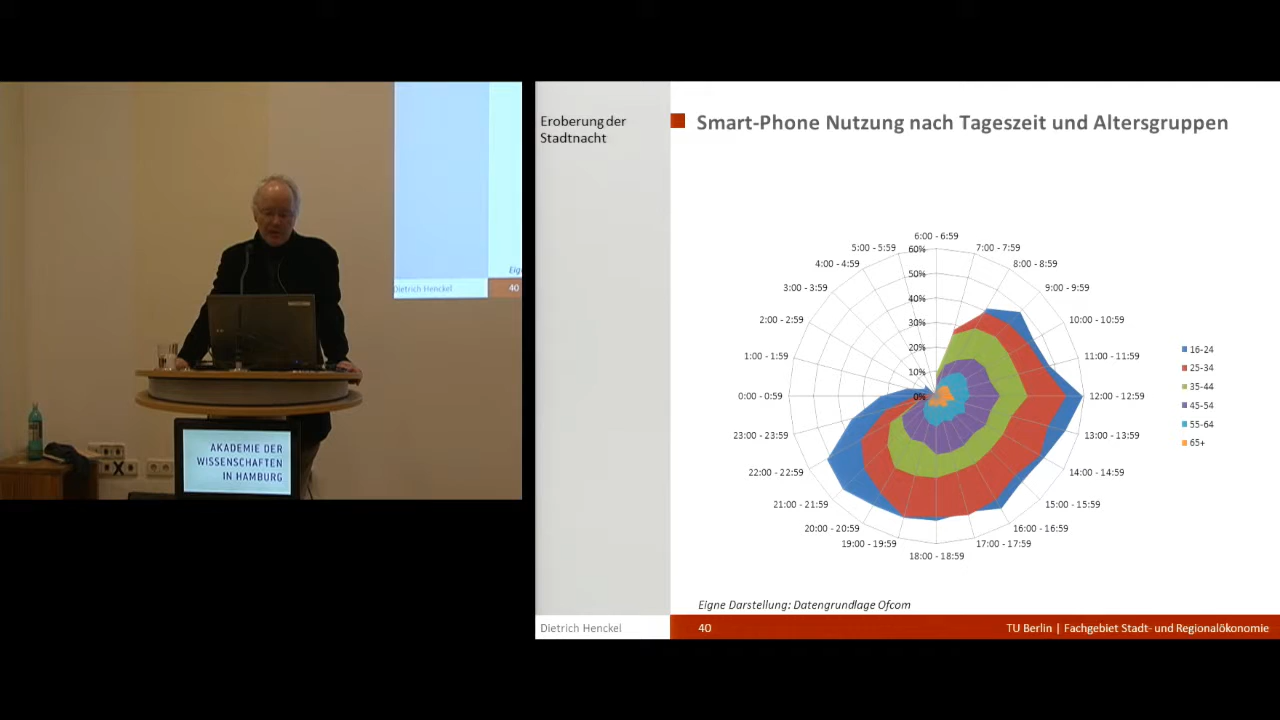 Eig
Dietrich Henckel
40
AKADEMIE DER
WISSENSCHAFTEN
IN HAMBURG
Eroberung der
Stadtnacht
Smart-Phone Nutzung nach Tageszeit und Altersgruppen
6:00 - 6:59
7:00 - 7:59
8:00 - 8:59
9:00 - 9:59
10:00 - 10:59
11:00 - 11:59
12:00 - 12:59
13:00 - 13:59
14:00 - 14:59
15:00 - 15:59
16:00 - 16:59
17:00 - 17:59
18:00 - 18:59
19:00 - 19:59
20:00 - 20:59
21:00 - 21:59
22:00 - 22:59
23:00 - 23:59
0:00 - 0:59
1:00 - 1:59
2:00 - 2:59
3:00 - 3:59
4:00 - 4:59
5:00 - 5:59
60%
50%
40%
30%
20%
10%
0%
16-24
25-34
35-44
45-54
55-64
65+
Eigne Darstellung: Datengrundlage Ofcom
Dietrich Henckel
40
TU Berlin | Fachgebiet Stadt- und Regionalökonomie